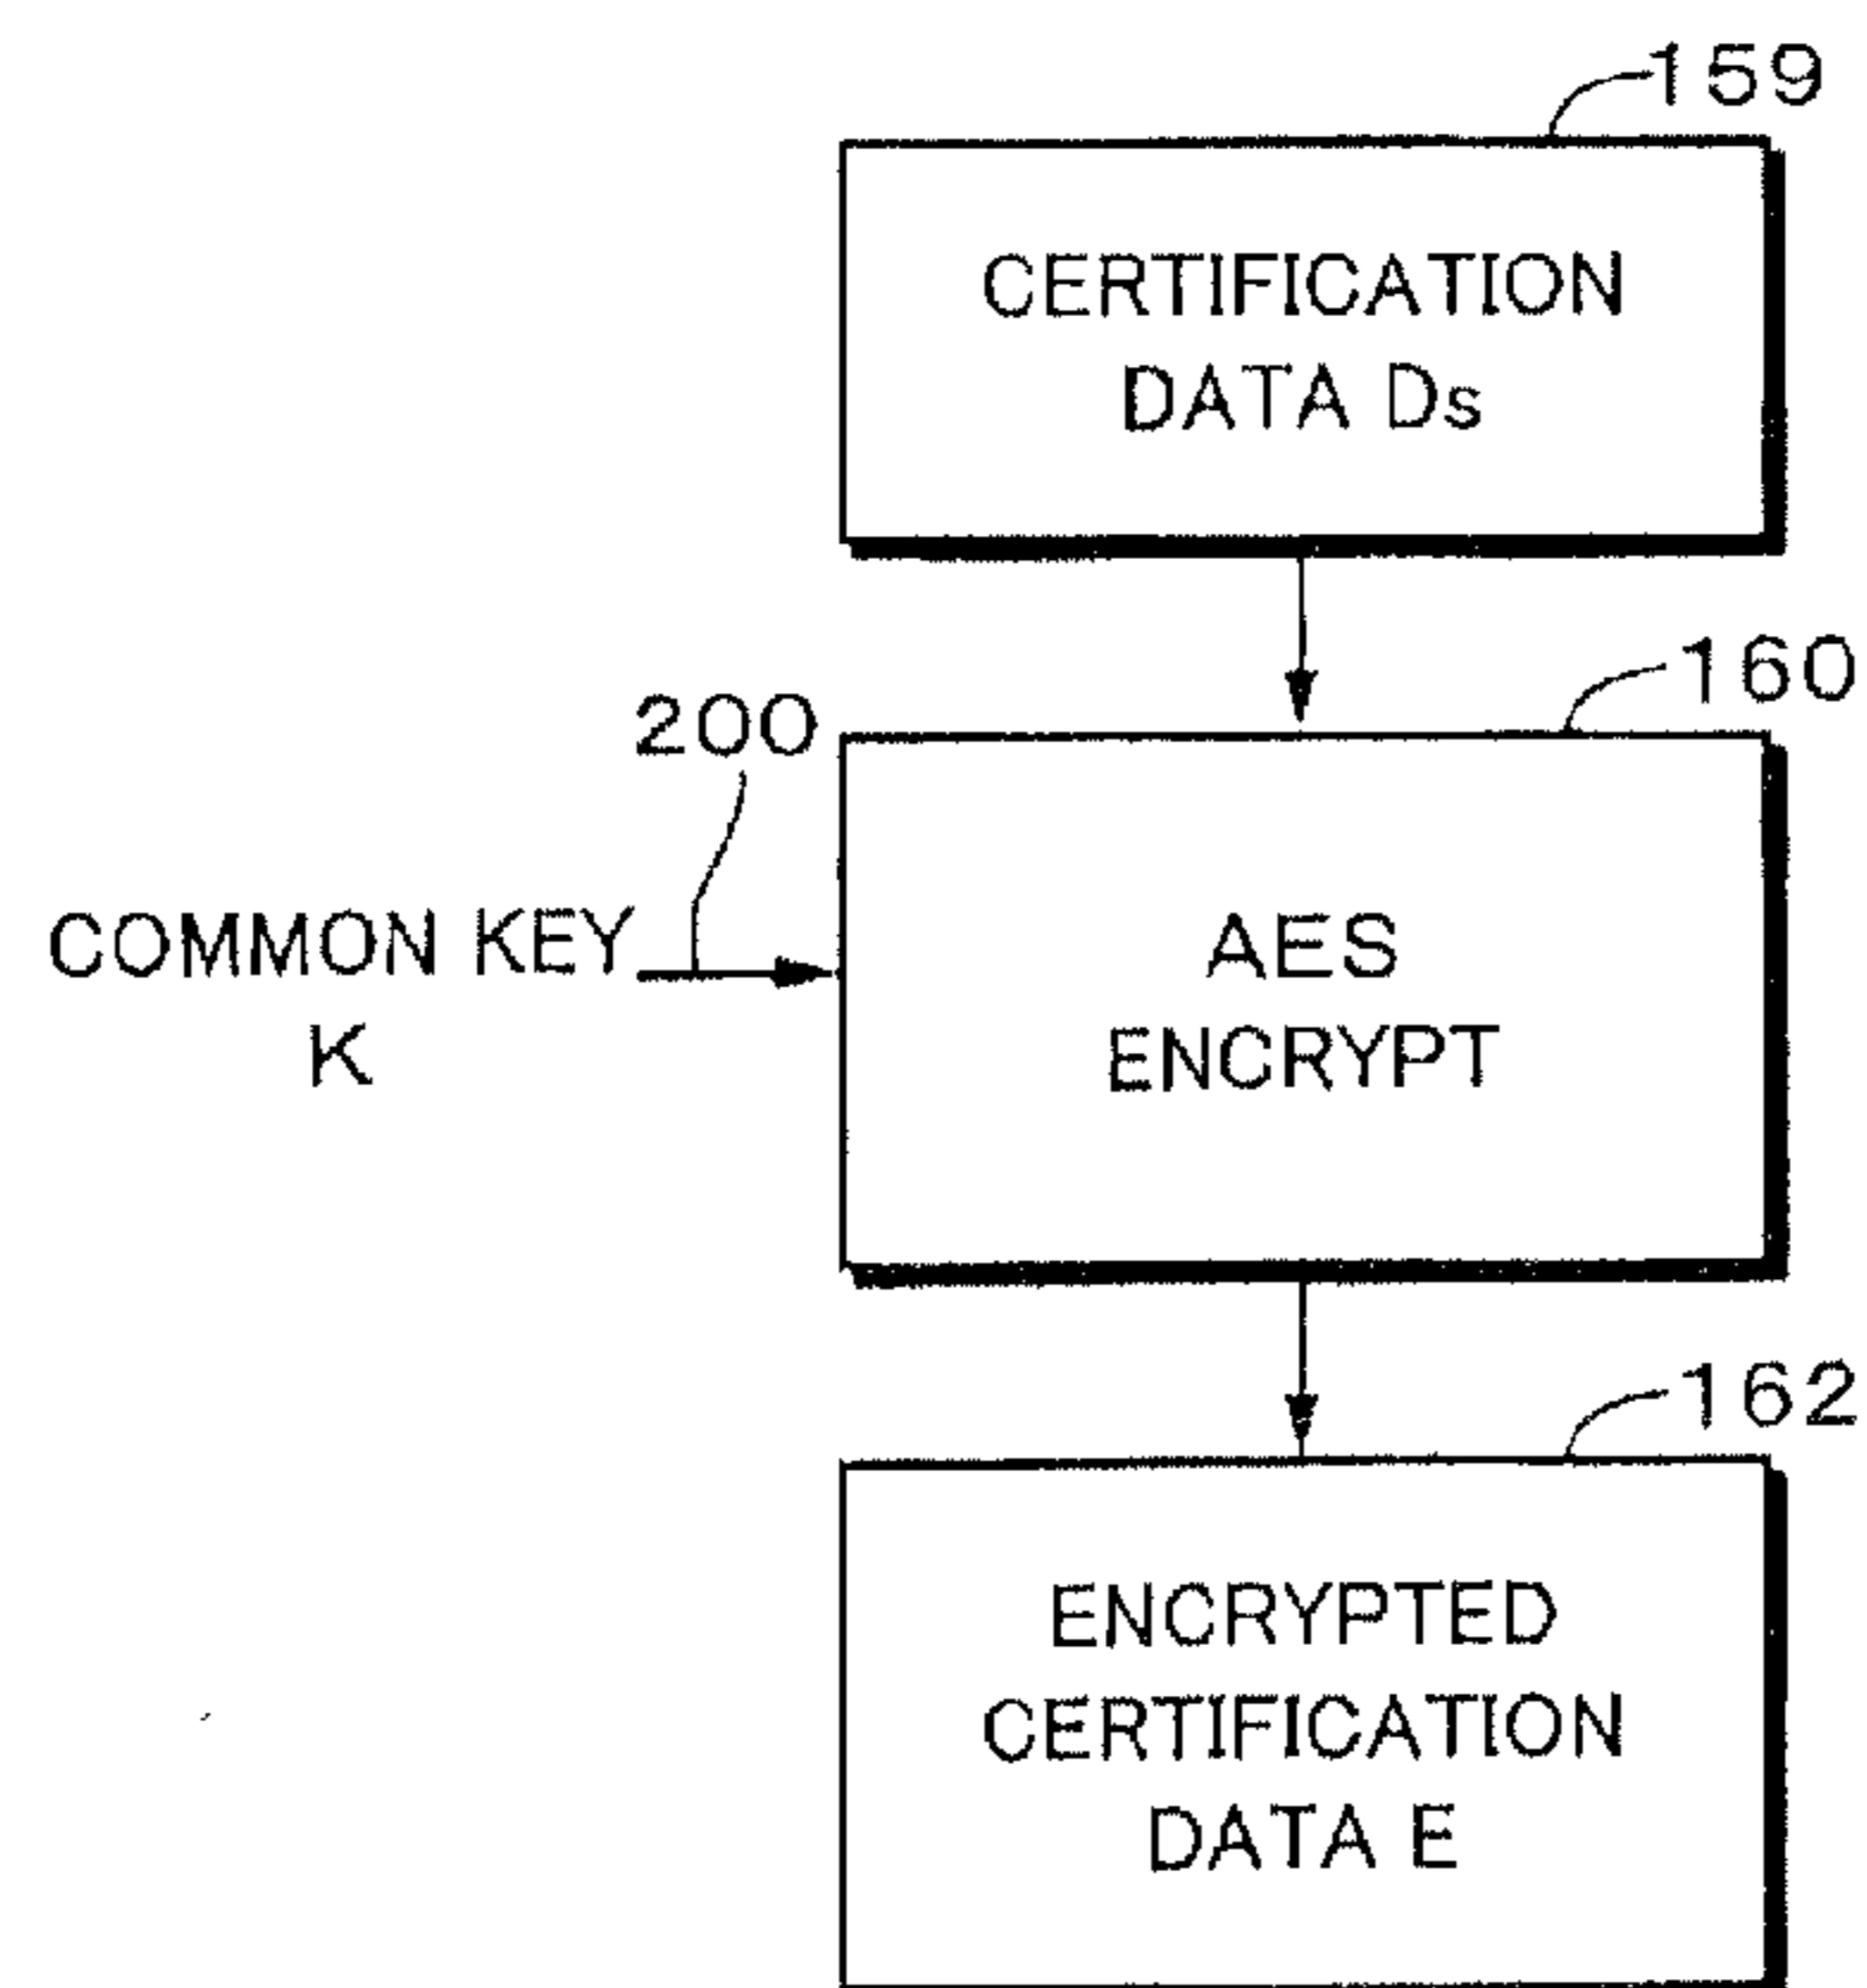 159
CERTIFICATION
DATA Ds
160
200
COMMON KEY
K
AES
ENCRYPT
162
ENCRYPTED
CERTIFICATION
DATA E